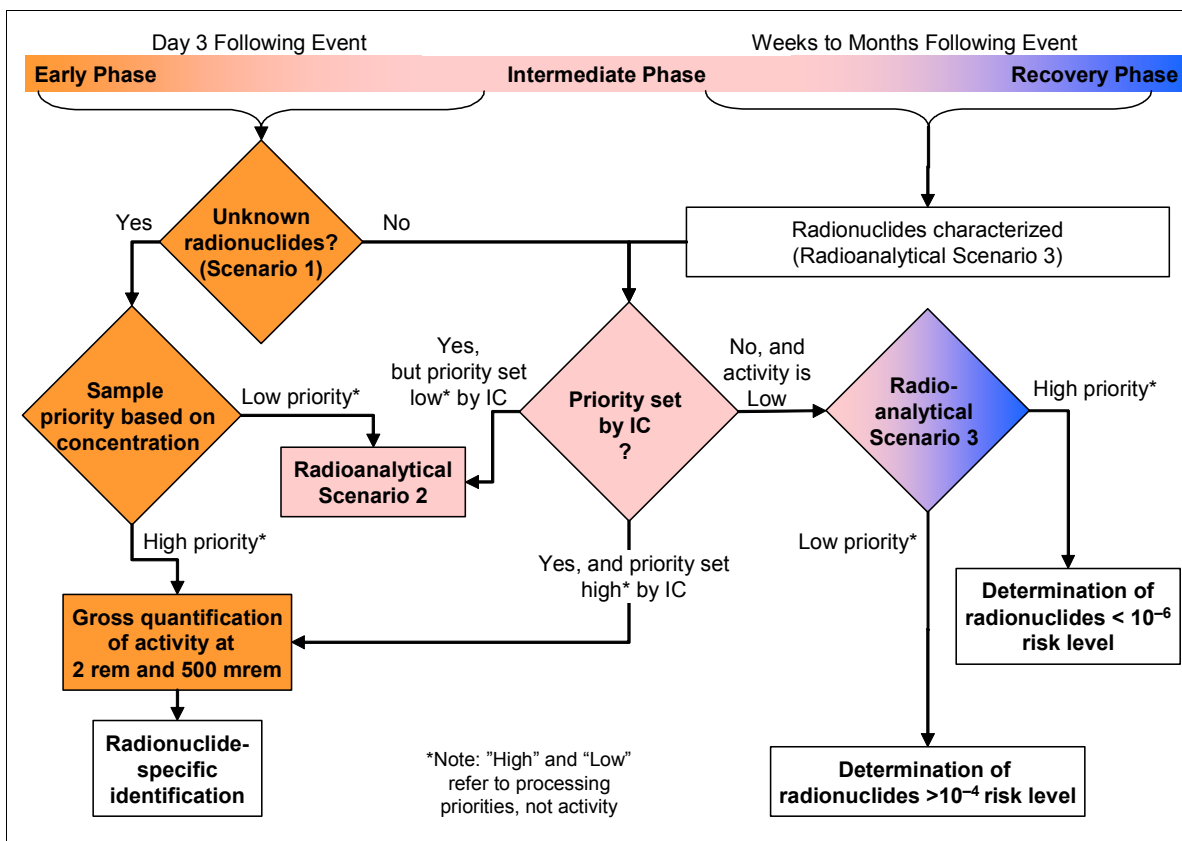 Day 3 Following Event
Weeks to Months Following Event
Early Phase
Intermediate Phase
Recovery Phase
Yes
Unknown
radionuclides?
(Scenario 1)
No
Radionuclides characterized
(Radioanalytical Scenario 3)
Sample
priority based on
concentration
Low priority*
Yes,
but priority set
low* by IC
Priority set
by IC
?
No, and
activity is
Low
Radio-
analytical
Scenario 3
High priority*
Radioanalytical
Scenario 2
High priority*
Yes, and priority set
high* by IC
Low priority*
Gross quantification
of activity at
2 rem and 500 mrem
Determination of
radionuclides < 10⁻⁶
risk level
Radionuclide-
specific
identification
*Note: ”High” and “Low”
refer to processing
priorities, not activity
Determination of
radionuclides >10⁻⁴ risk level